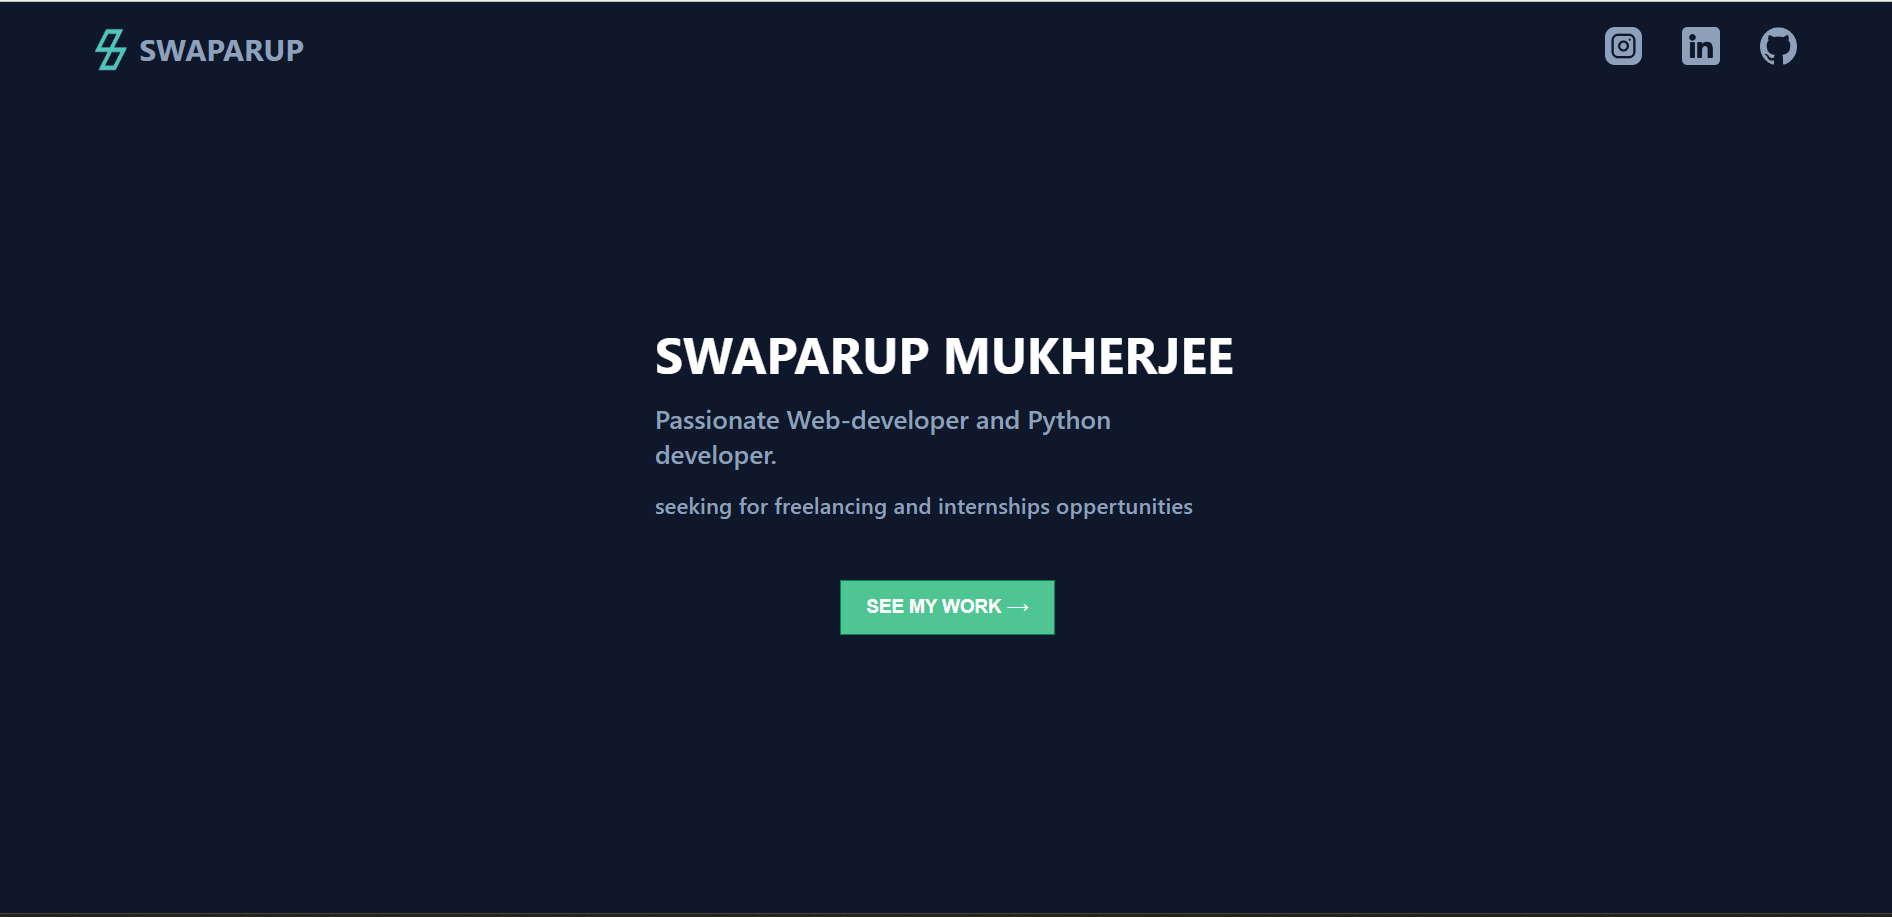 SWAPARUP
SWAPARUP MUKHERJEE
Passionate Web-developer and Python
developer.
seeking for freelancing and internships oppertunities
SEE MY WORK →